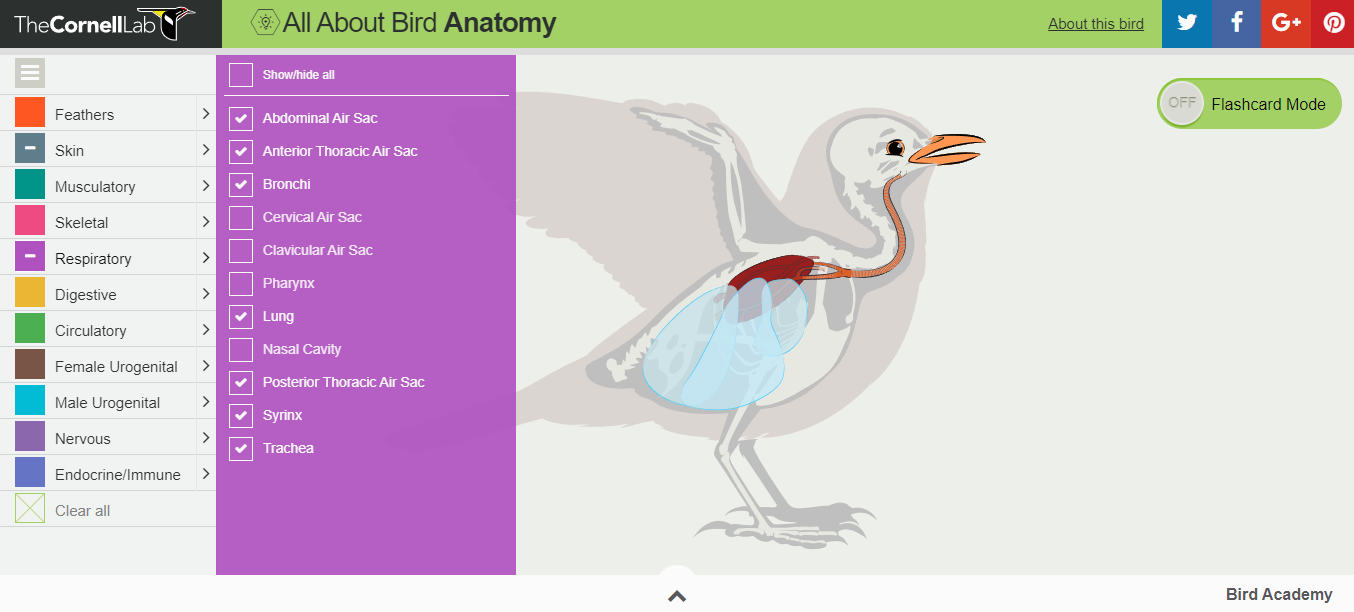 TheCornellLab
All About Bird Anatomy
About this bird
G+
Show/hide all
OFF
Flashcard Mode
Feathers
Skin
Musculatory
Skeletal
Respiratory
Digestive
Circulatory
Female Urogenital
Male Urogenital
Nervous
Endocrine/Immune
Clear all
Abdominal Air Sac
Anterior Thoracic Air Sac
Bronchi
Cervical Air Sac
Clavicular Air Sac
Pharynx
Lung
Nasal Cavity
Posterior Thoracic Air Sac
Syrinx
Trachea
Bird Academy